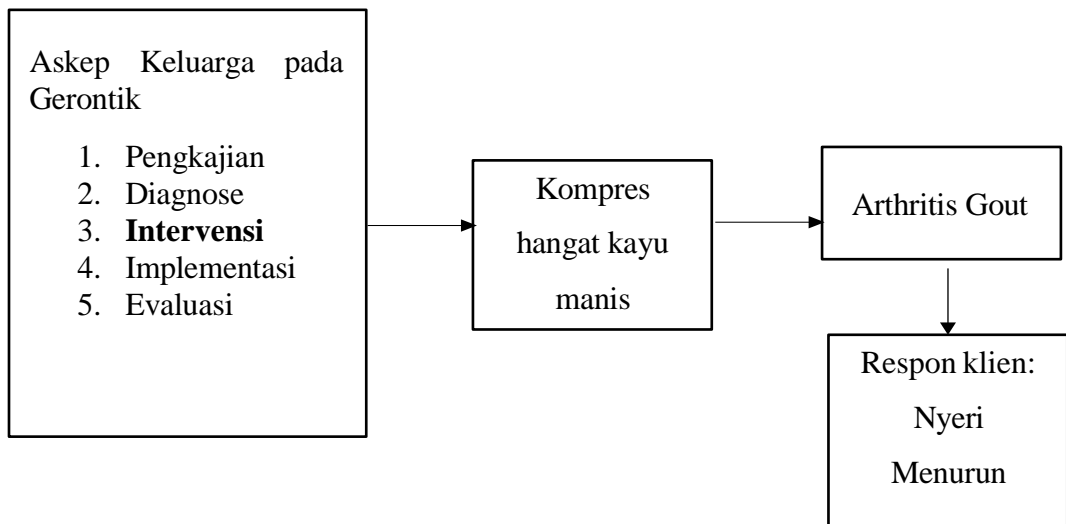 Askep Keluarga pada
Gerontik
1. Pengkajian
2. Diagnose
3. Intervensi
4. Implementasi
5. Evaluasi
Kompres
hangat kayu
manis
Arthritis Gout
Respon klien:
Nyeri
Menurun